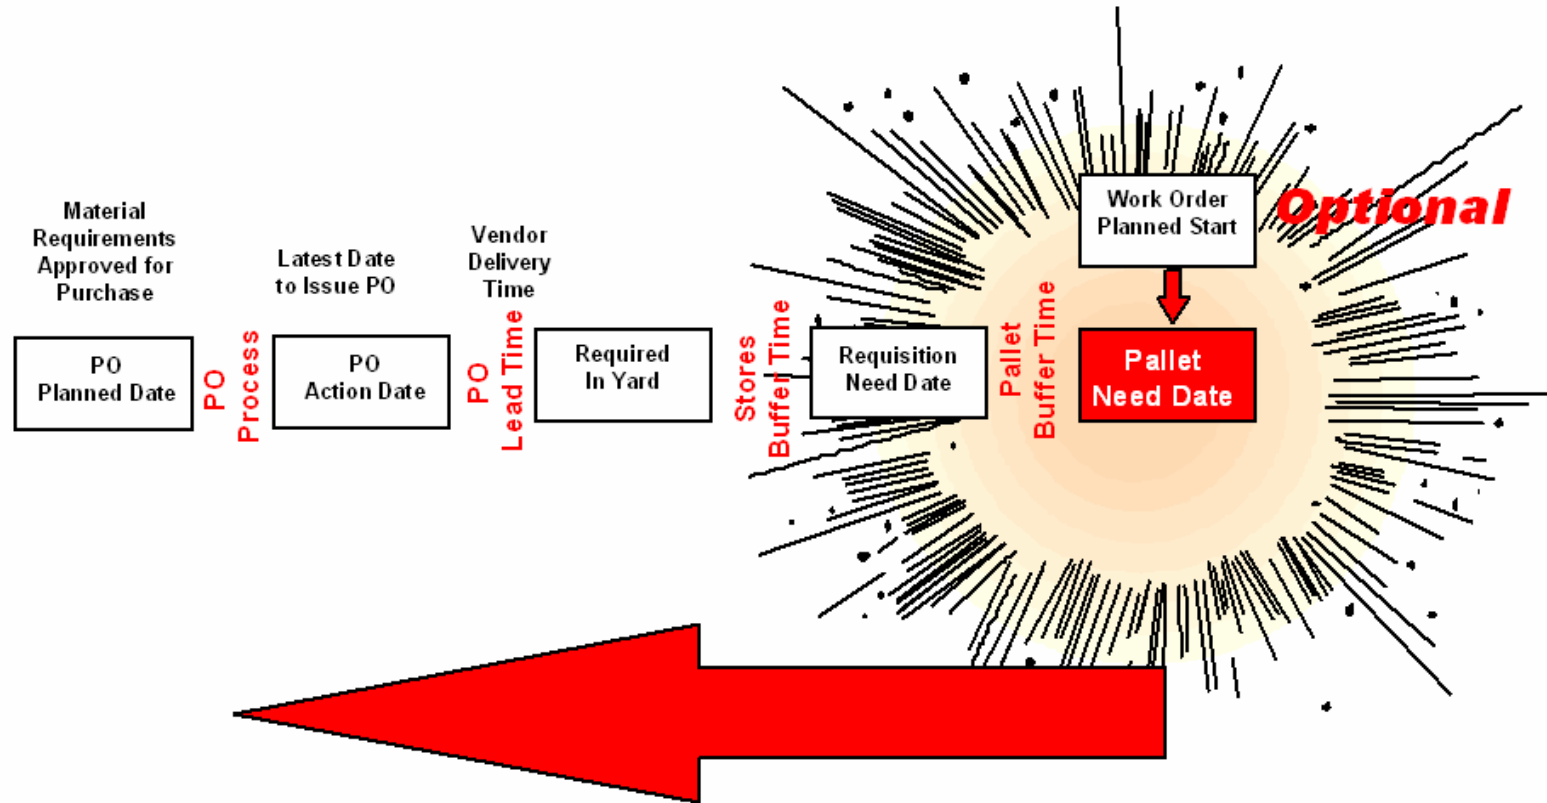 Material
Requirements
Approved for
Purchase
Latest Date
to Issue PO
Vendor
Delivery
Time
Work Order
Planned Start
Optional
PO
Planned Date
PO
Process
PO
Action Date
PO
Lead Time
Required
In Yard
Stores
Buffer Time
Requisition
Need Date
Pallet
Buffer Time
Pallet
Need Date